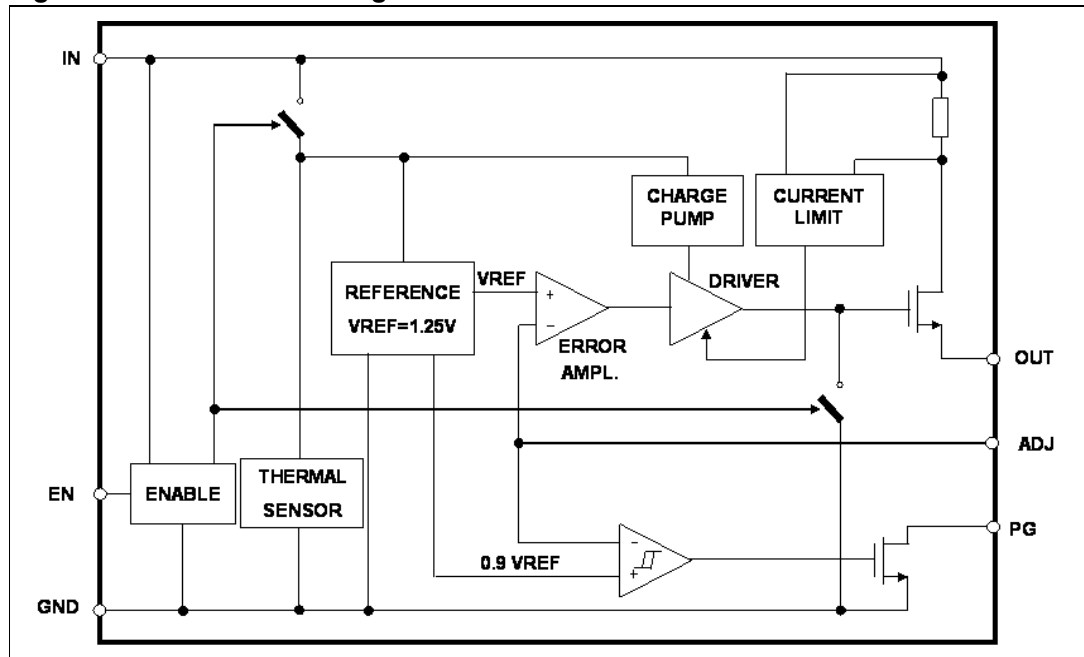 IN
CHARGE
PUMP
CURRENT
LIMIT
REFERENCE
VREF=1.25V
VREF
+
−
ERROR
AMPL.
DRIVER
OUT
ADJ
EN
ENABLE
THERMAL
SENSOR
0.9 VREF
−
+
PG
GND